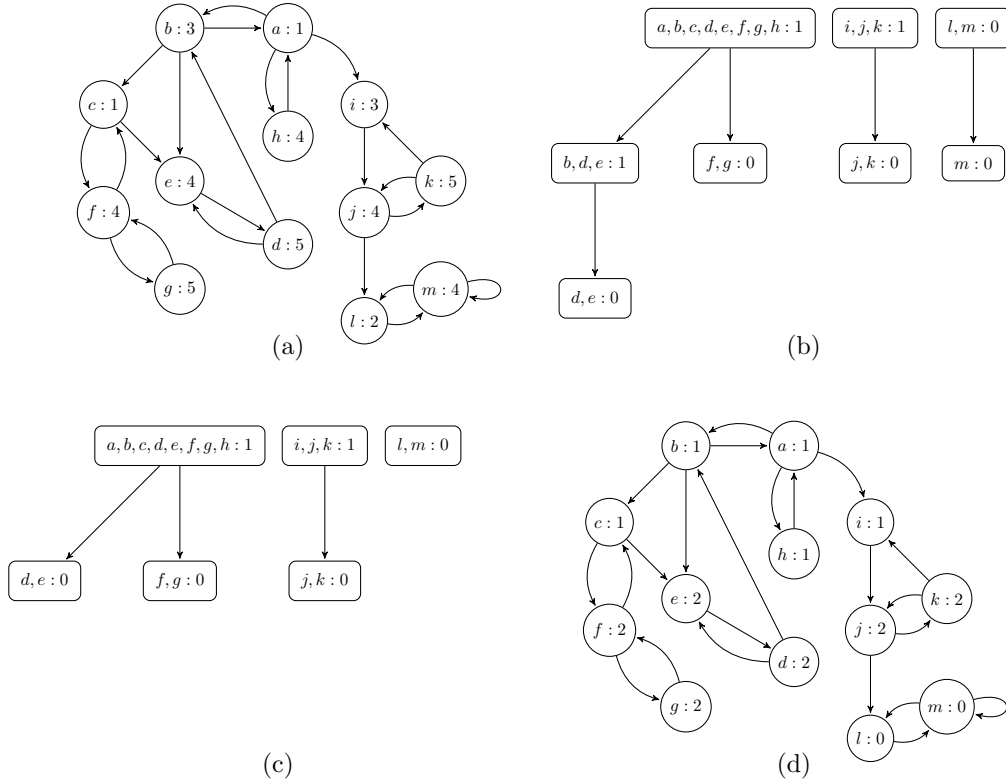 b : 3
a : 1
c : 1
i : 3
h : 4
e : 4
k : 5
f : 4
j : 4
d : 5
g : 5
m : 4
l : 2
(a)
a, b, c, d, e, f, g, h : 1
i, j, k : 1
l, m : 0
b, d, e : 1
f, g : 0
j, k : 0
m : 0
d, e : 0
(b)
a, b, c, d, e, f, g, h : 1
i, j, k : 1
l, m : 0
d, e : 0
f, g : 0
j, k : 0
(c)
b : 1
a : 1
c : 1
i : 1
h : 1
e : 2
k : 2
f : 2
j : 2
d : 2
g : 2
m : 0
l : 0
(d)